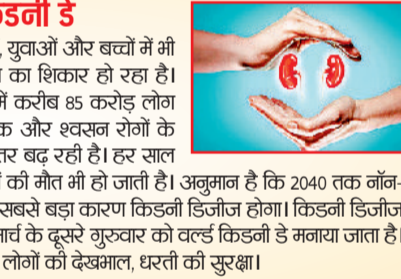 किडनी डे
, युवाओं और बच्चों में भी
का शिकार हो रहा है।
में करीब 85 करोड़ लोग
और श्वसन रोगों के
बढ़ रही है। हर साल
की मौत भी हो जाती है। अनुमान है कि 2040 तक नॉन-
सबसे बड़ा कारण किडनी डिजीज होगा। किडनी डिजीज
मार्च के दूसरे गुरुवार को वर्ल्ड किडनी डे मनाया जाता है।
लोगों की देखभाल, धरती की सुरक्षा।